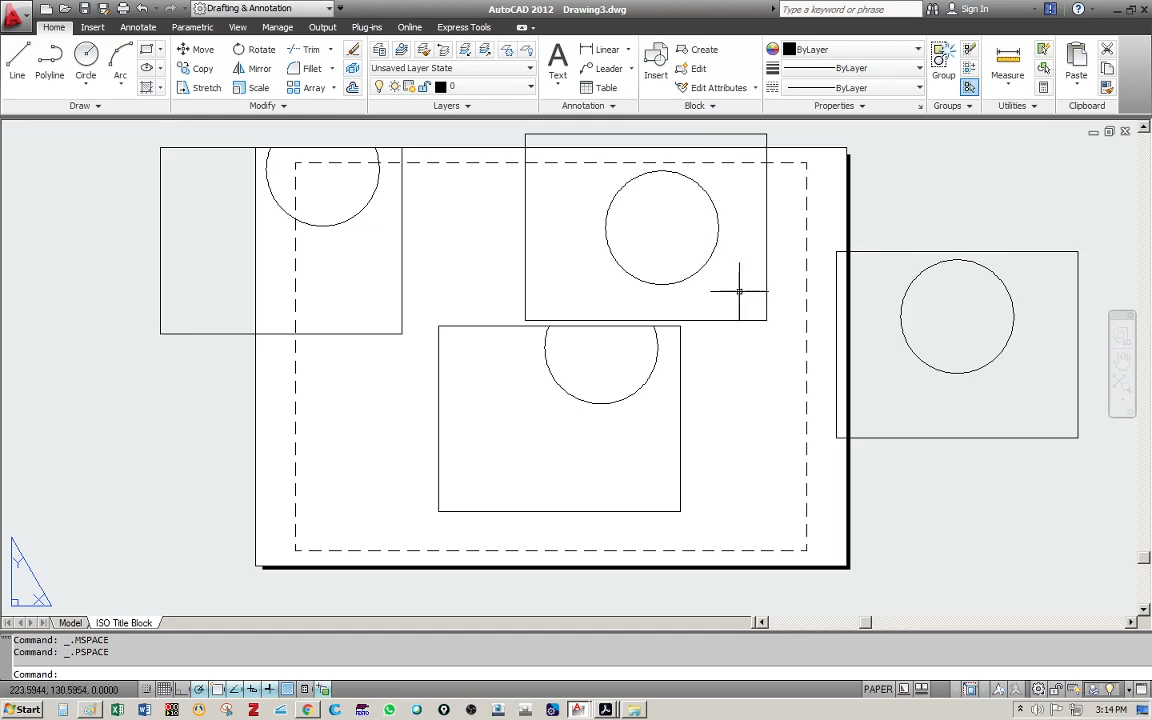 Drafting & Annotation
AutoCAD 2012 Drawing3.dwg
Type a keyword or phrase
Sign In
Home Insert Annotate Parametric View Manage Output Plug-ins Online Express Tools
Line Polyline Circle Arc
Move Rotate Trim
Copy Mirror Fillet
Stretch Scale Array
Unsaved Layer State
0
Text
Linear
Leader
Table
Insert
Create
Edit
Edit Attributes
ByLayer
ByLayer
ByLayer
Group
Measure
Paste
Draw Modify Layers Annotation Block Properties Groups Utilities Clipboard
Y
X
Model ISO Title Block
Command: _.MSPACE
Command: _.PSPACE
Command:
223.5944, 130.5954, 0.0000
PAPER
Start
3:14 PM